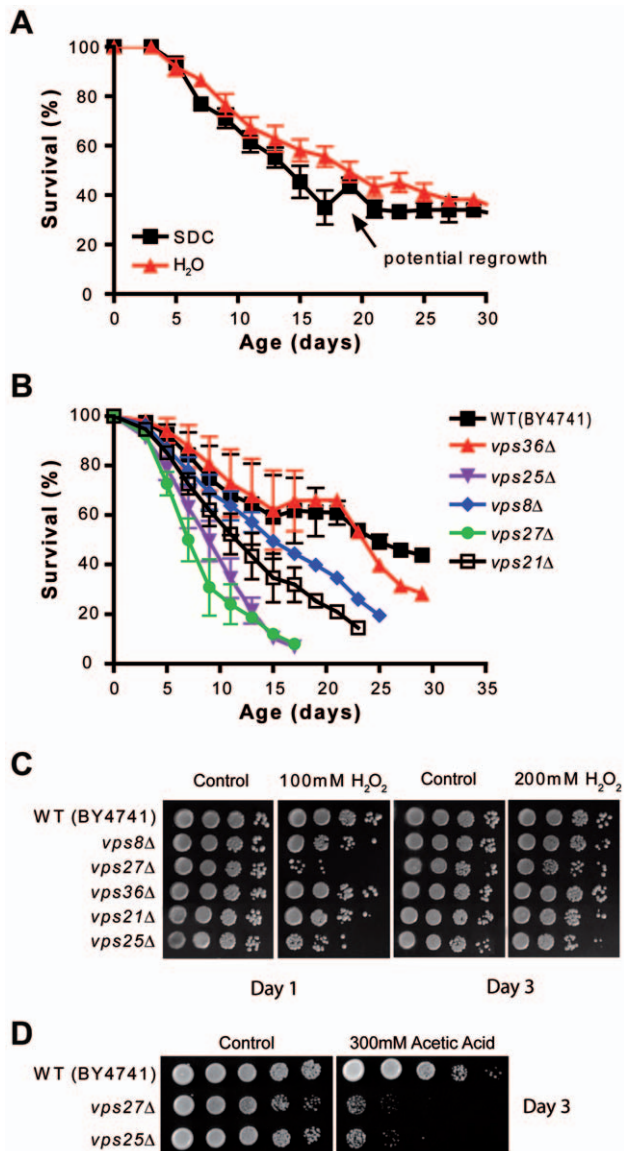 A
Survival (%)
100
80
60
40
20
0
SDC
H₂O
potential regrowth
0 5 10 15 20 25 30
Age (days)
B
Survival (%)
100
80
60
40
20
0
WT(BY4741)
vps36Δ
vps25Δ
vps8Δ
vps27Δ
vps21Δ
0 5 10 15 20 25 30 35
Age (days)
C
Control 100mM H₂O₂ Control 200mM H₂O₂
WT (BY4741)
vps8Δ
vps27Δ
vps36Δ
vps21Δ
vps25Δ
Day 1 Day 3
D
Control 300mM Acetic Acid
WT (BY4741)
vps27Δ
vps25Δ
Day 3